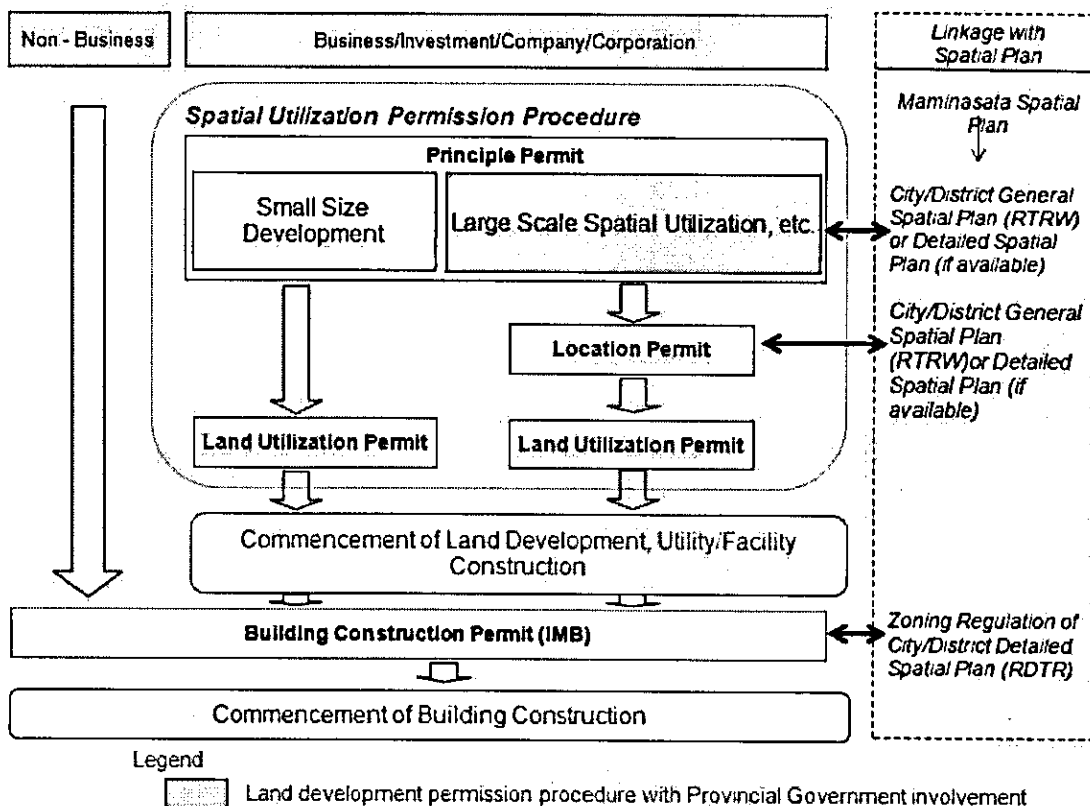 Non - Business
Business/Investment/Company/Corporation
Linkage with
Spatial Plan
Spatial Utilization Permission Procedure
Principle Permit
Small Size
Development
Large Scale Spatial Utilization, etc.
Maminasata Spatial
Plan
City/District General
Spatial Plan (RTRW)
or Detailed Spatial
Plan (if available)
Location Permit
City/District General
Spatial Plan
(RTRW)or Detailed
Spatial Plan (if
available)
Land Utilization Permit
Land Utilization Permit
Commencement of Land Development, Utility/Facility
Construction
Building Construction Permit (IMB)
Zoning Regulation of
City/District Detailed
Spatial Plan (RDTR)
Commencement of Building Construction
Legend
Land development permission procedure with Provincial Government involvement